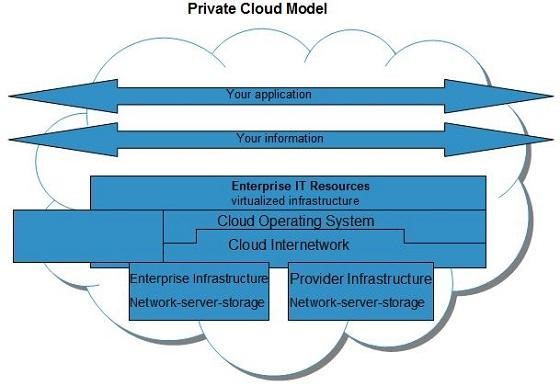 Private Cloud Model
Your application
Your information
Enterprise IT Resources
virtualized infrastructure
Cloud Operating System
Cloud Internetwork
Enterprise Infrastructure
Network-server-storage
Provider Infrastructure
Network-server-storage